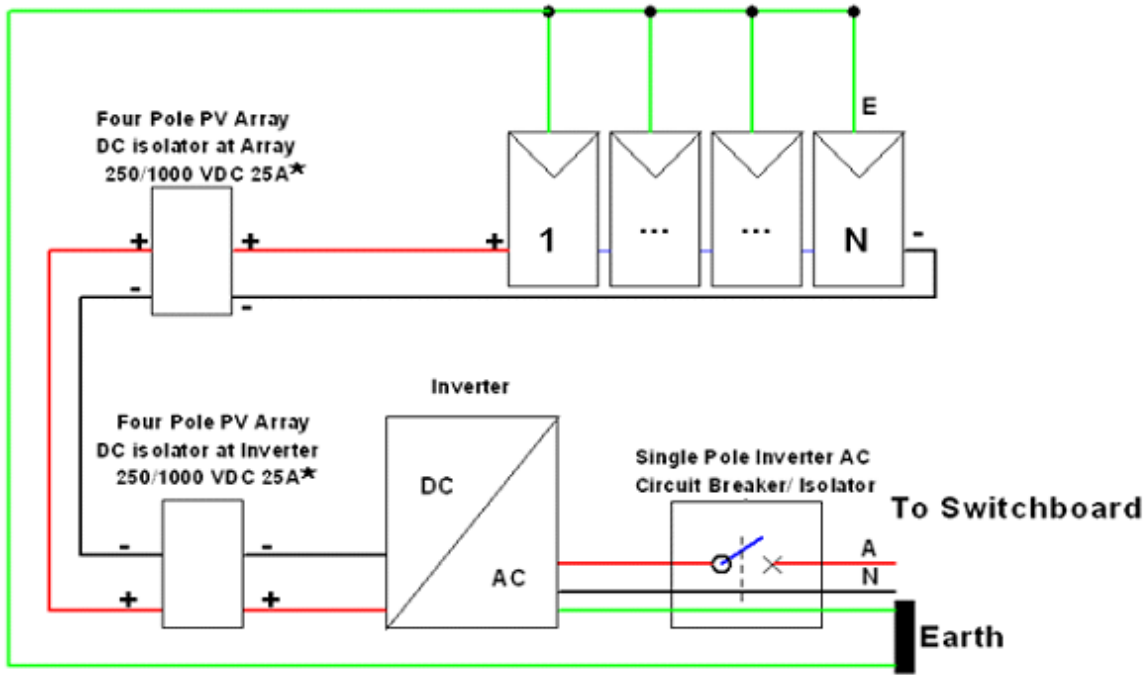 E
Four Pole PV Array
DC isolator at Array
250/1000 VDC 25A★
+ + + 1 ... ... N -
- -
Inverter
Four Pole PV Array
DC isolator at Inverter
250/1000 VDC 25A★
Single Pole Inverter AC
Circuit Breaker/ Isolator
DC
To Switchboard
- - A
AC N
+ +
Earth